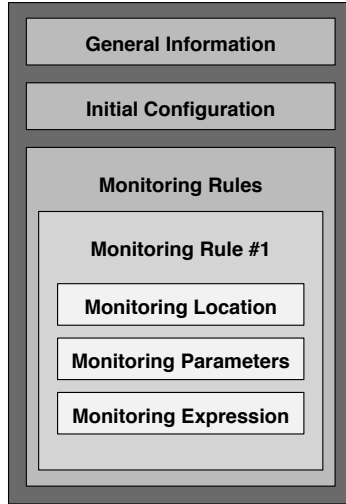 General Information
Initial Configuration
Monitoring Rules
Monitoring Rule #1
Monitoring Location
Monitoring Parameters
Monitoring Expression